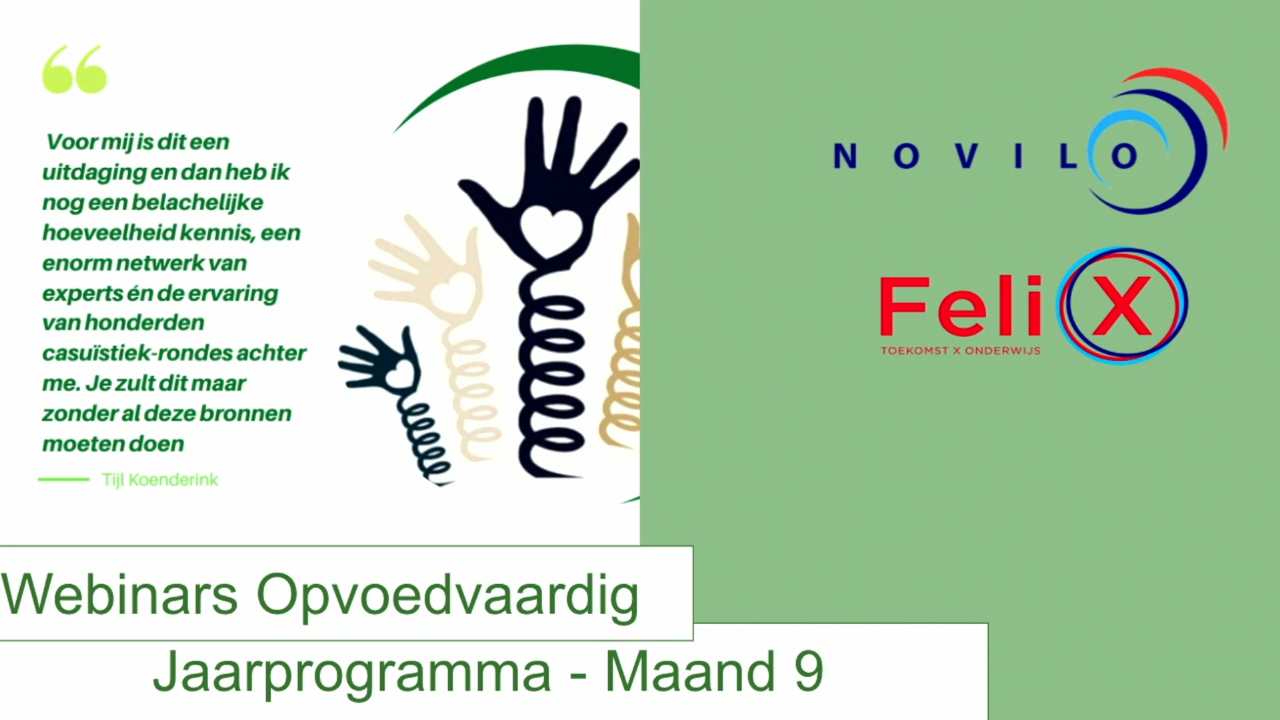 Voor mij is dit een
uitdaging en dan heb ik
nog een belachelijke
hoeveelheid kennis, een
enorm netwerk van
experts én de ervaring
van honderden
casuïstiek-rondes achter
me. Je zult dit maar
zonder al deze bronnen
moeten doen
Tijl Koenderink
NOVILO
FeliX
TOEKOMST X ONDERWIJS
Webinars Opvoedvaardig
Jaarprogramma - Maand 9